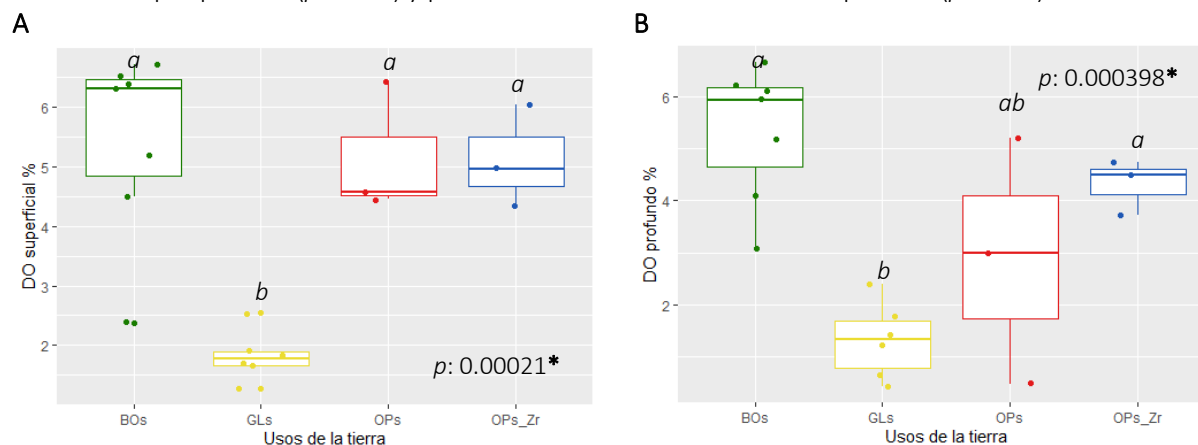 A
B
a
a
a
b
p: 0.00021*
DO superficial %
6
5
4
3
2
BOs
GLs
OPs
OPs_Zr
Usos de la tierra
a
p: 0.000398*
ab
a
b
DO profundo %
6
4
2
BOs
GLs
OPs
OPs_Zr
Usos de la tierra